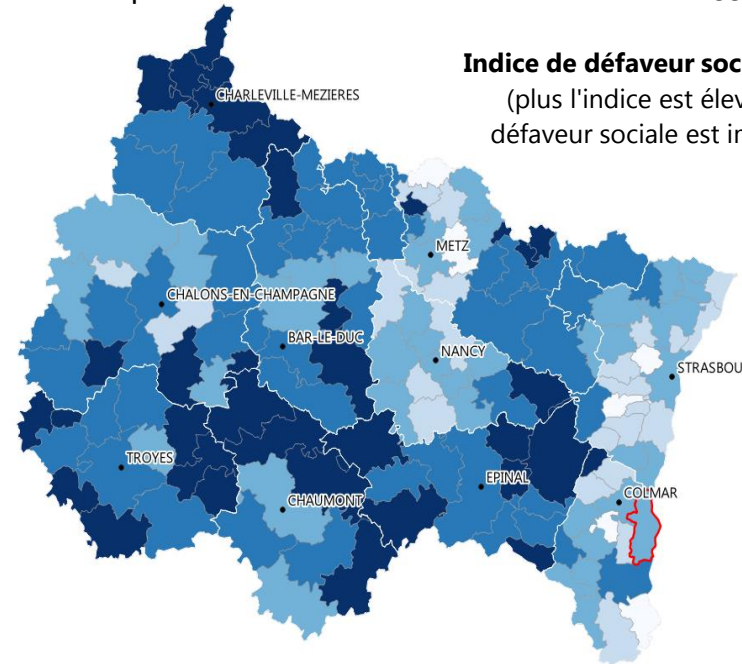 Indice de défaveur soc
(plus l'indice est élev
défaveur sociale est in
CHARLEVILLE-MEZIERES
METZ
CHALONS-EN-CHAMPAGNE
BAR-LE-DUC
NANCY
STRASBOU
TROYES
EPINAL
COLMAR
CHAUMONT